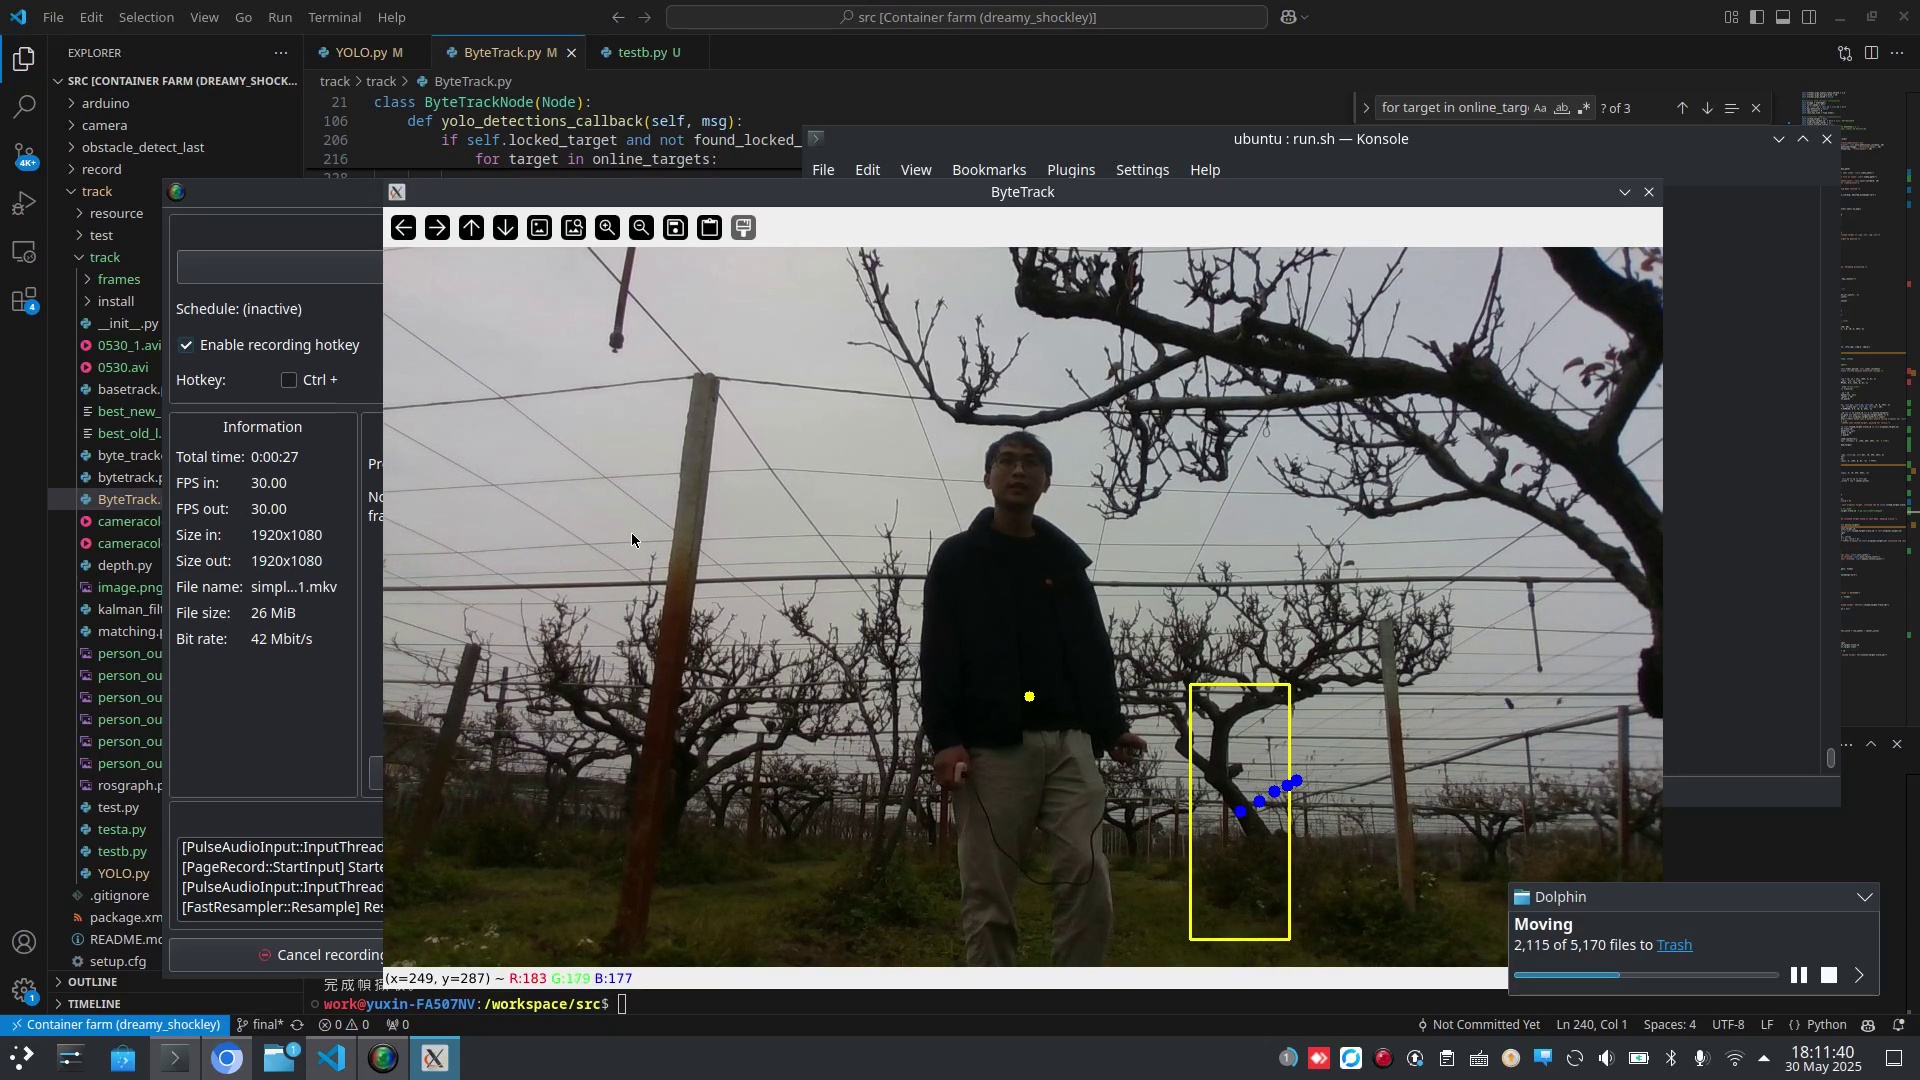 File Edit Selection View Go Run Terminal Help
src [Container farm (dreamy_shockley)]
EXPLORER
YOLO.py M
ByteTrack.py M
testb.py U
SRC [CONTAINER FARM (DREAMY_SHOCK...
track > track > ByteTrack.py
arduino
camera
obstacle_detect_last
record
track
resource
test
track
frames
install
__init__.py
0530_1.avi
0530.avi
basetrack.
best_new_
best_old_l.
byte_track
bytetrack.p
ByteTrack.
cameracol
cameracol
depth.py
image.png
kalman_filt
matching.p
person_ou
person_ou
person_ou
person_ou
person_ou
person_ou
rosgraph.p
test.py
testa.py
testb.py
YOLO.py
.gitignore
package.xm
README.md
setup.cfg
OUTLINE
TIMELINE
4K+
4
1
21 class ByteTrackNode(Node):
106 def yolo_detections_callback(self, msg):
206 if self.locked_target and not found_locked_
216 for target in online_targets:
for target in online_targ
Aa ab .*
? of 3
ubuntu : run.sh — Konsole
File Edit View Bookmarks Plugins Settings Help
Schedule: (inactive)
Enable recording hotkey
Hotkey: Ctrl +
Information
Total time: 0:00:27
FPS in: 30.00
FPS out: 30.00
Size in: 1920x1080
Size out: 1920x1080
File name: simpl...1.mkv
File size: 26 MiB
Bit rate: 42 Mbit/s
Pr
No
fra
[PulseAudioInput::InputThread
[PageRecord::StartInput] Starte
[PulseAudioInput::InputThread
[FastResampler::Resample] Res
Cancel recording
ByteTrack
(x=249, y=287) ~ R:183 G:179 B:177
work@yuxin-FA507NV:/workspace/src$
Dolphin
Moving
2,115 of 5,170 files to Trash
Container farm (dreamy_shockley)
final*
0 0
0
Not Committed Yet
Ln 240, Col 1
Spaces: 4
UTF-8
LF
{ } Python
1
1
18:11:40
30 May 2025